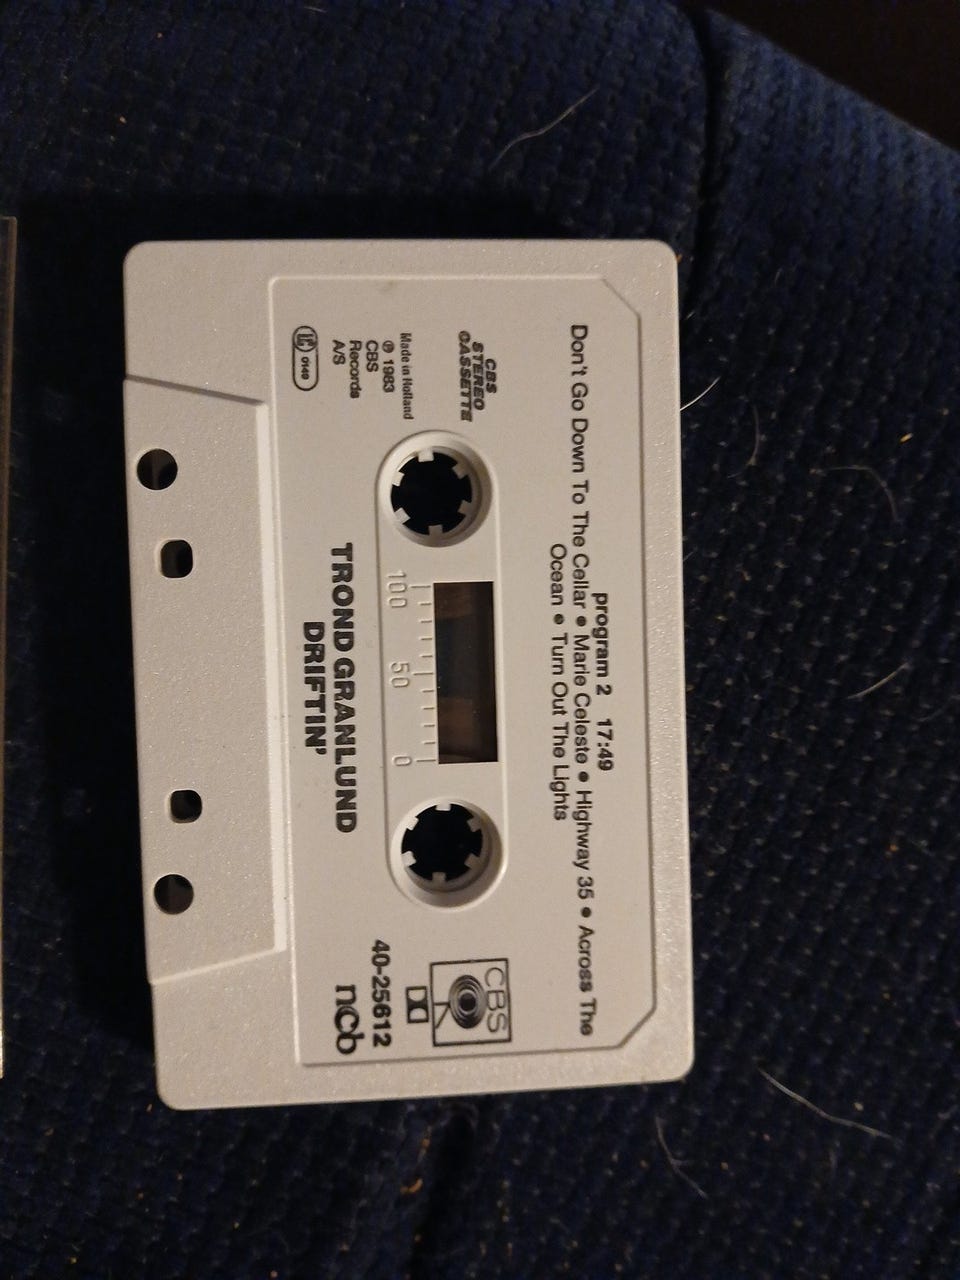 program 2 17:49
Don't Go Down To The Cellar ● Marie Celeste ● Highway 35 ● Across The
Ocean ● Turn Out The Lights
CBS
STEREO
CASSETTE
Made in Holland
℗ 1983
CBS
Records
A/S
LC 0149
100 50 0
CBS
40-25612
ncb
TROND GRANLUND
DRIFTIN'